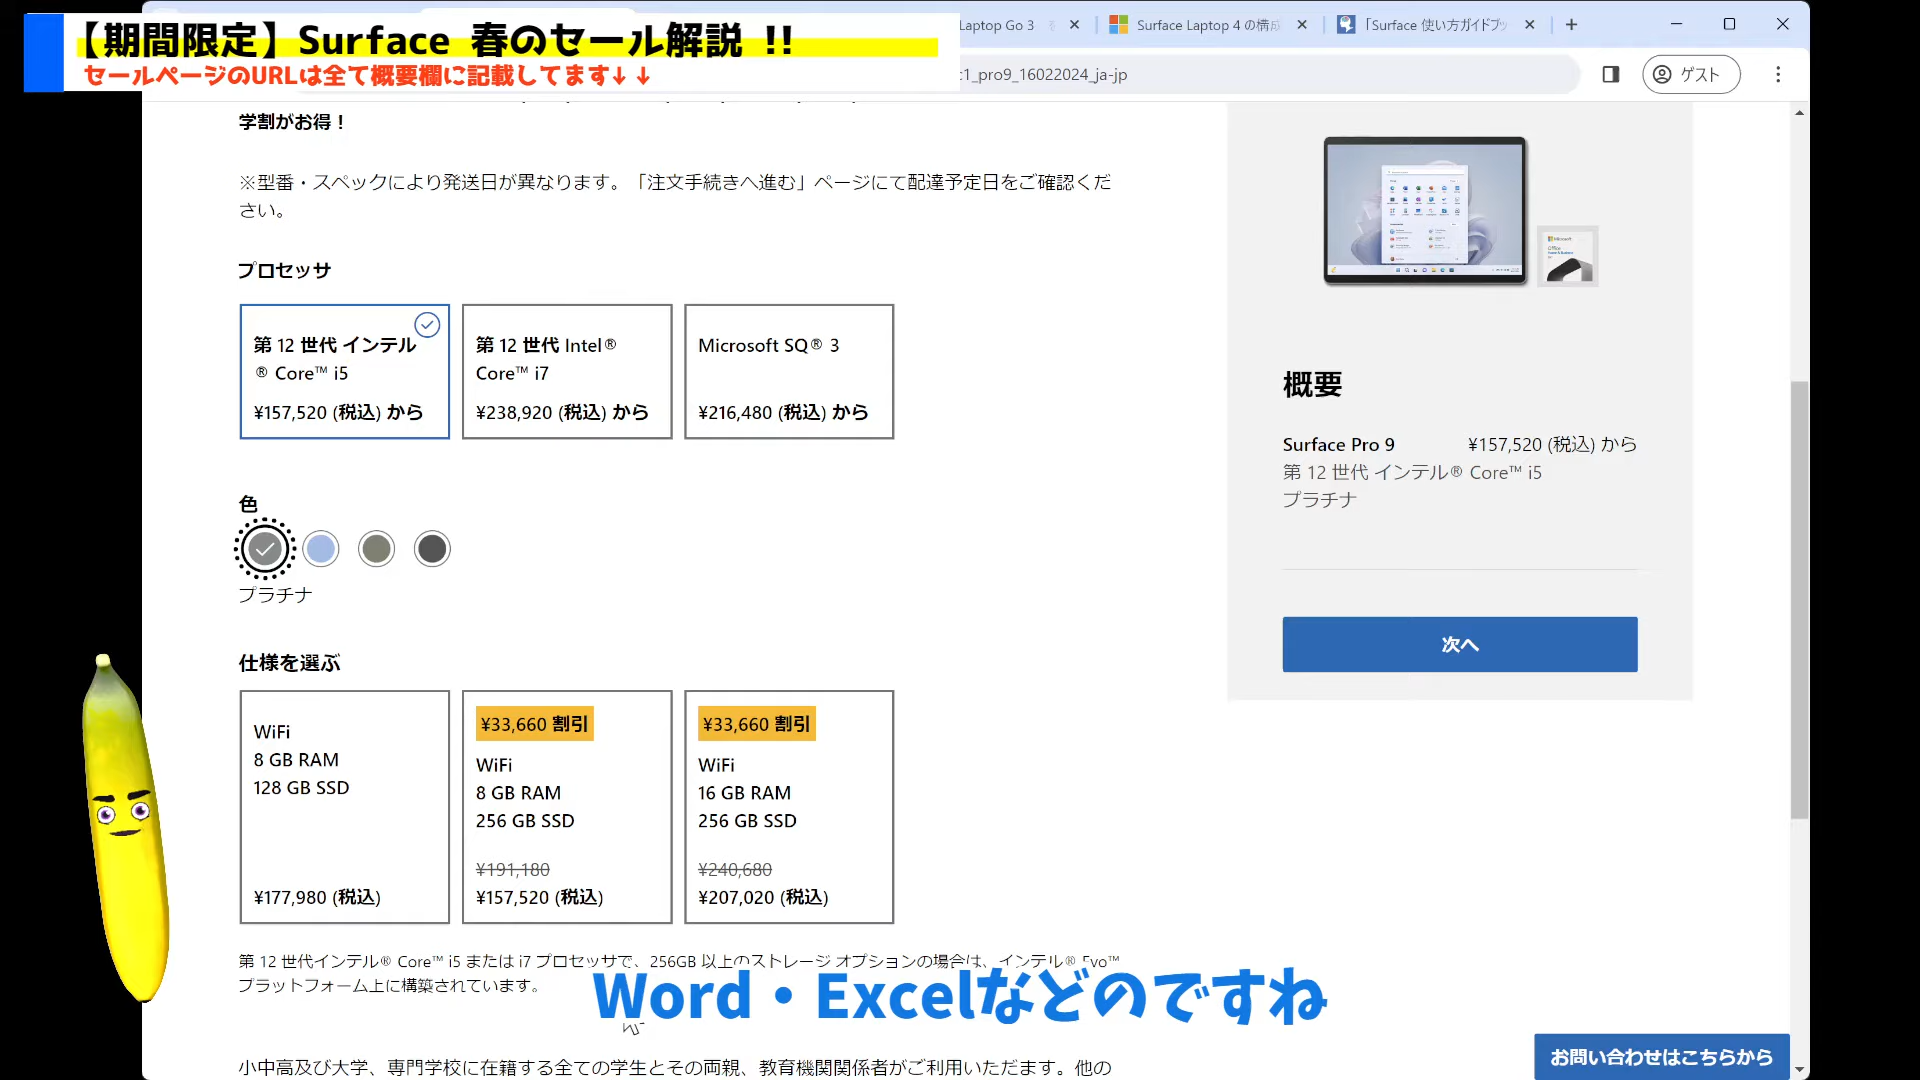 【期間限定】Surface 春のセール解説 !!
セールページのURLは全て概要欄に記載してます↓↓
Laptop Go 3
Surface Laptop 4 の構成
「Surface 使い方ガイドブッ
c1_pro9_16022024_ja-jp
ゲスト
学割がお得！
※型番・スペックにより発送日が異なります。「注文手続きへ進む」ページにて配達予定日をご確認くだ
さい。
プロセッサ
第 12 世代 インテル
® Core™ i5
¥157,520 (税込) から
第 12 世代 Intel®
Core™ i7
¥238,920 (税込) から
Microsoft SQ® 3
¥216,480 (税込) から
色
プラチナ
仕様を選ぶ
WiFi
8 GB RAM
128 GB SSD
¥177,980 (税込)
¥33,660 割引
WiFi
8 GB RAM
256 GB SSD
¥191,180
¥157,520 (税込)
¥33,660 割引
WiFi
16 GB RAM
256 GB SSD
¥240,680
¥207,020 (税込)
第 12 世代インテル® Core™ i5 または i7 プロセッサで、256GB 以上のストレージ オプションの場合は、インテル® Evo™
プラットフォーム上に構築されています。
Word・Excelなどのですね
小中高及び大学、専門学校に在籍する全ての学生とその両親、教育機関関係者がご利用いただます。他の
概要
Surface Pro 9 ¥157,520 (税込) から
第 12 世代 インテル® Core™ i5
プラチナ
次へ
お問い合わせはこちらから